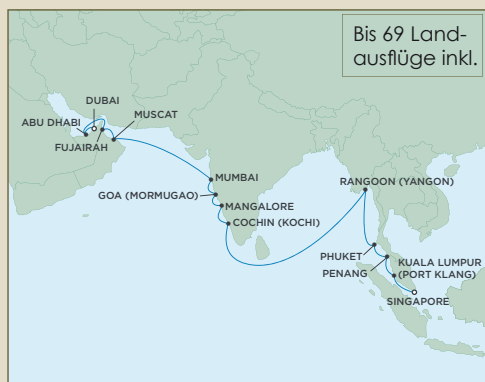 Bis 69 Land-
ausflüge inkl.
DUBAI
ABU DHABI
MUSCAT
FUJAIRAH
MUMBAI
RANGOON (YANGON)
GOA (MORMUGAO)
MANGALORE
COCHIN (KOCHI)
PHUKET
KUALA LUMPUR
PENANG
(PORT KLANG)
SINGAPORE